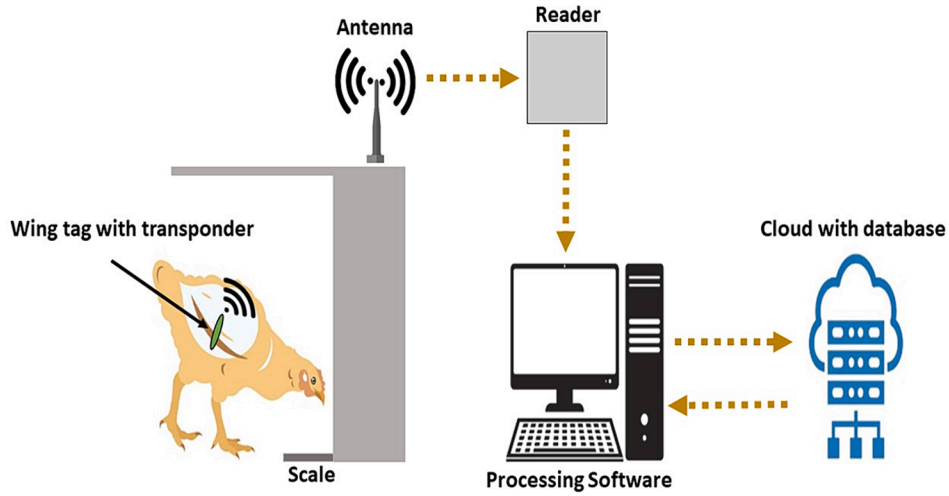 Reader
Antenna
Wing tag with transponder
Cloud with database
Scale
Processing Software